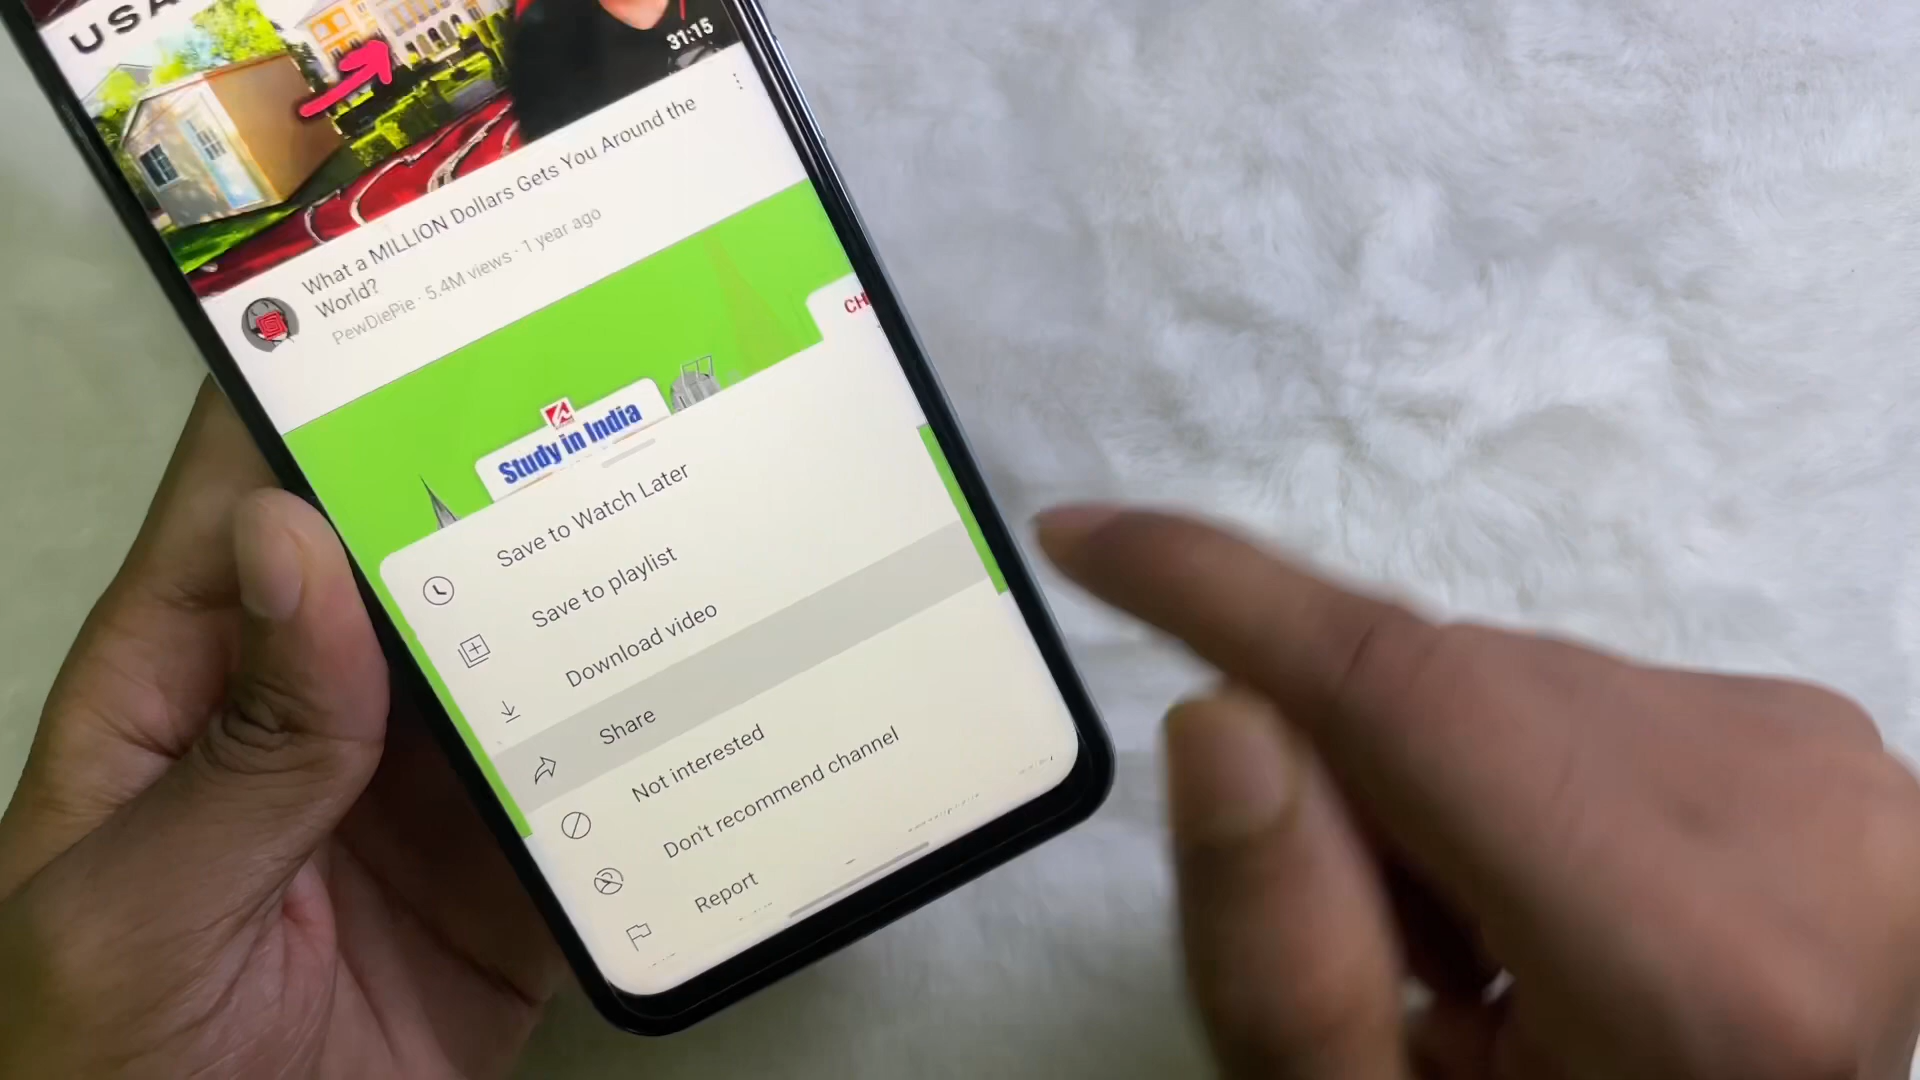 USA
31:15
What a MILLION Dollars Gets You Around the
World?
PewDiePie · 5.4M views · 1 year ago
CH
Study in India
Save to Watch Later
Save to playlist
Download video
Share
Not interested
Don't recommend channel
Report